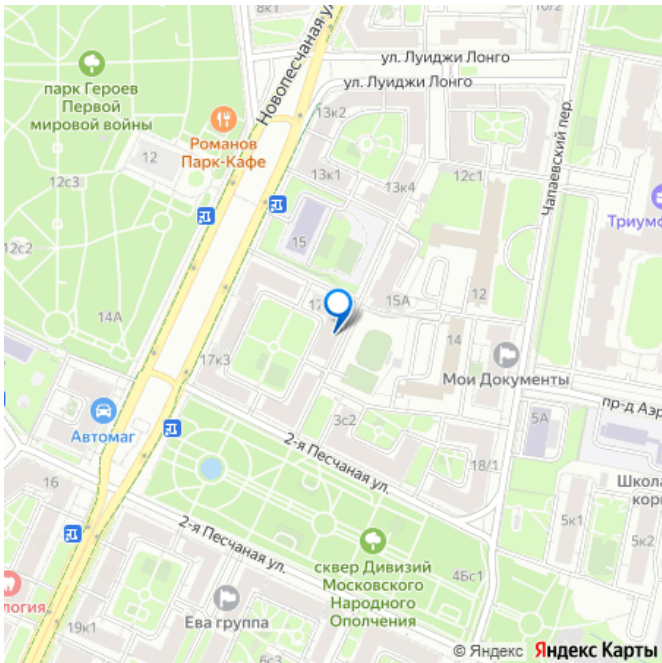 8к1
Новопесчаная ул.
ул. Луиджи Лонго
ул. Луиджи Лонго
парк Героев
Первой
мировой войны
13к2
Чапаевский пер.
Романов
Парк-Кафе
12
13к1
13к4
12с1
12с3
Триумф
15
12с2
17
15А
12
14А
14
17к3
Мои Документы
пр-д Аэр
Автомаг
3с2
5А
2-я Песчаная ул.
18/1
16
Школа
корп
5к1
5к2
2-я Песчаная ул.
сквер Дивизий
Московского
Народного
Ополчения
4Бс1
логия
Ева группа
19к1
6с3
© Яндекс Яндекс Карты